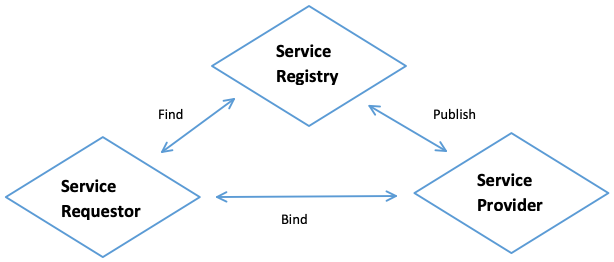 Service
Registry
Find
Publish
Service
Requestor
Service
Provider
Bind